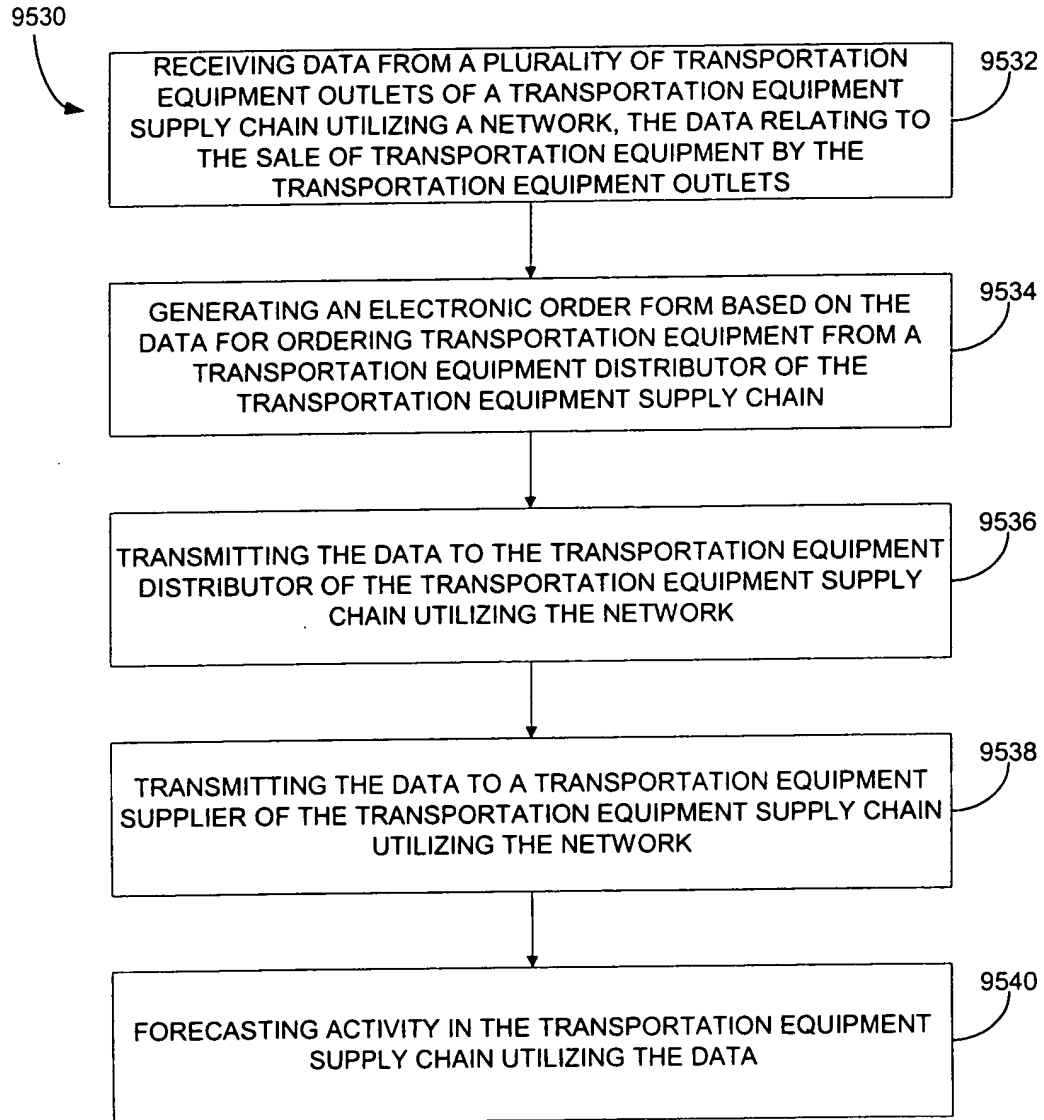 9530
RECEIVING DATA FROM A PLURALITY OF TRANSPORTATION
EQUIPMENT OUTLETS OF A TRANSPORTATION EQUIPMENT
SUPPLY CHAIN UTILIZING A NETWORK, THE DATA RELATING TO
THE SALE OF TRANSPORTATION EQUIPMENT BY THE
TRANSPORTATION EQUIPMENT OUTLETS
9532
GENERATING AN ELECTRONIC ORDER FORM BASED ON THE
DATA FOR ORDERING TRANSPORTATION EQUIPMENT FROM A
TRANSPORTATION EQUIPMENT DISTRIBUTOR OF THE
TRANSPORTATION EQUIPMENT SUPPLY CHAIN
9534
TRANSMITTING THE DATA TO THE TRANSPORTATION EQUIPMENT
DISTRIBUTOR OF THE TRANSPORTATION EQUIPMENT SUPPLY
CHAIN UTILIZING THE NETWORK
9536
TRANSMITTING THE DATA TO A TRANSPORTATION EQUIPMENT
SUPPLIER OF THE TRANSPORTATION EQUIPMENT SUPPLY CHAIN
UTILIZING THE NETWORK
9538
FORECASTING ACTIVITY IN THE TRANSPORTATION EQUIPMENT
SUPPLY CHAIN UTILIZING THE DATA
9540